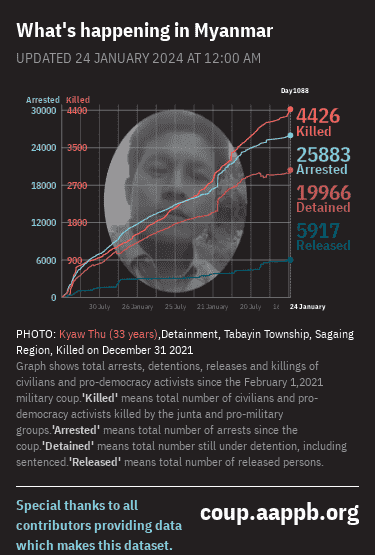 What's happening in Myanmar
UPDATED 24 JANUARY 2024 AT 12:00 AM
Day1088
Arrested Killed
30000 4400
24000 3500
18000 2700
12000 1800
6000 900
0
4426
Killed
25883
Arrested
19966
Detained
5917
Released
30 July 26 January 25 July 21 January 20 July 24 January
PHOTO: Kyaw Thu (33 years),Detainment, Tabayin Township, Sagaing
Region, Killed on December 31 2021
Graph shows total arrests, detentions, releases and killings of
civilians and pro-democracy activists since the February 1,2021
military coup.'Killed' means total number of civilians and pro-
democracy activists killed by the junta and pro-military
groups.'Arrested' means total number of arrests since the
coup.'Detained' means total number still under detention, including
sentenced.'Released' means total number of released persons.
Special thanks to all
contributors providing data
which makes this dataset.
coup.aappb.org